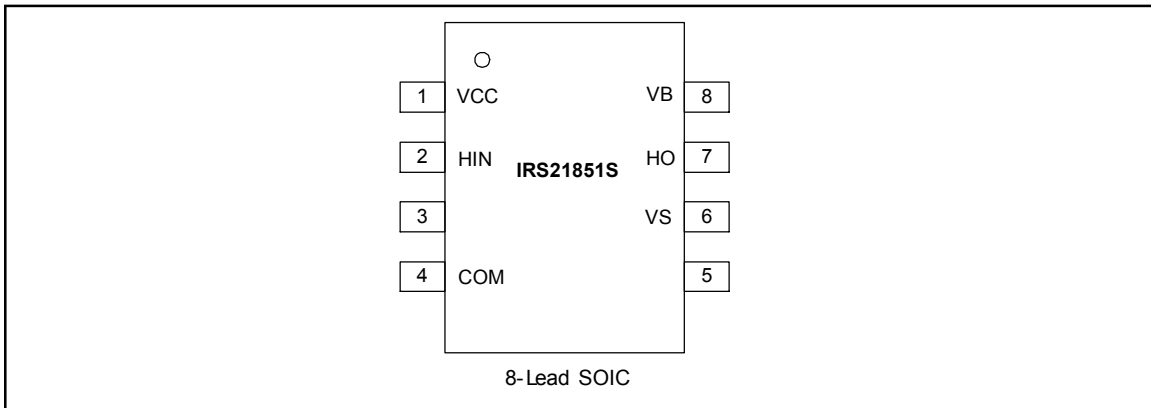 1 VCC VB 8
2 HIN IRS21851S HO 7
3 VS 6
4 COM 5
8-Lead SOIC